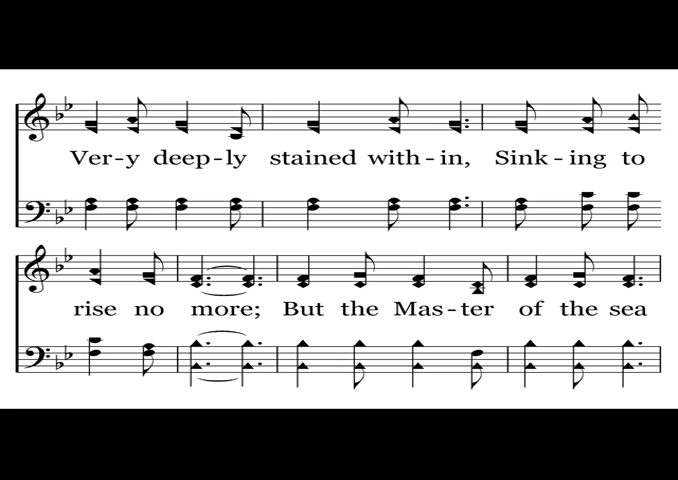 Ver-y deep-ly stained with-in, Sink-ing to
rise no more; But the Mas-ter of the sea